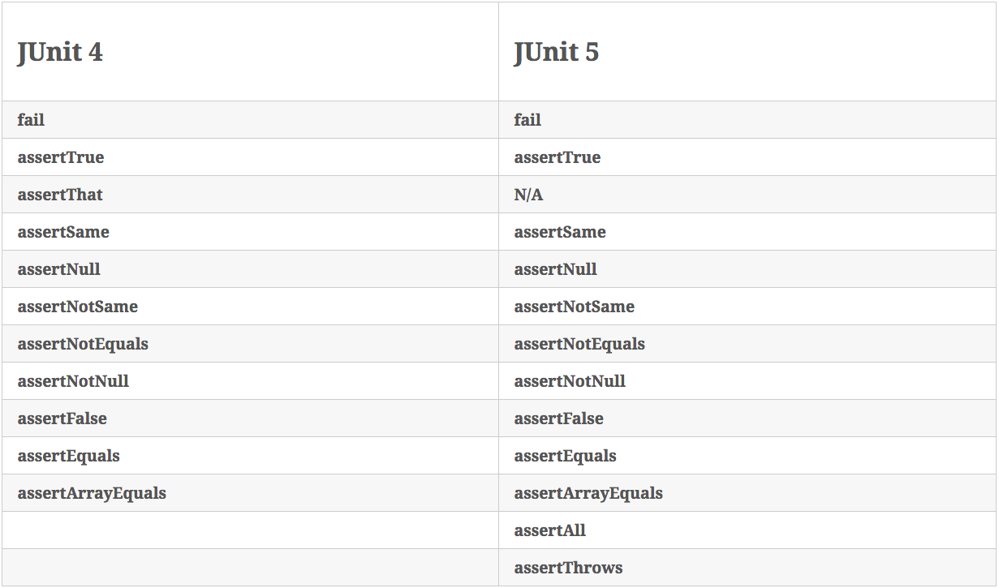 JUnit 4 JUnit 5
fail fail
assertTrue assertTrue
assertThat N/A
assertSame assertSame
assertNull assertNull
assertNotSame assertNotSame
assertNotEquals assertNotEquals
assertNotNull assertNotNull
assertFalse assertFalse
assertEquals assertEquals
assertArrayEquals assertArrayEquals
assertAll
assertThrows